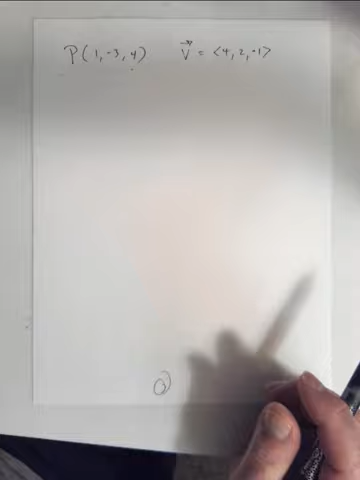 P(1,-3,4) v⃗ = <4,2,-1>